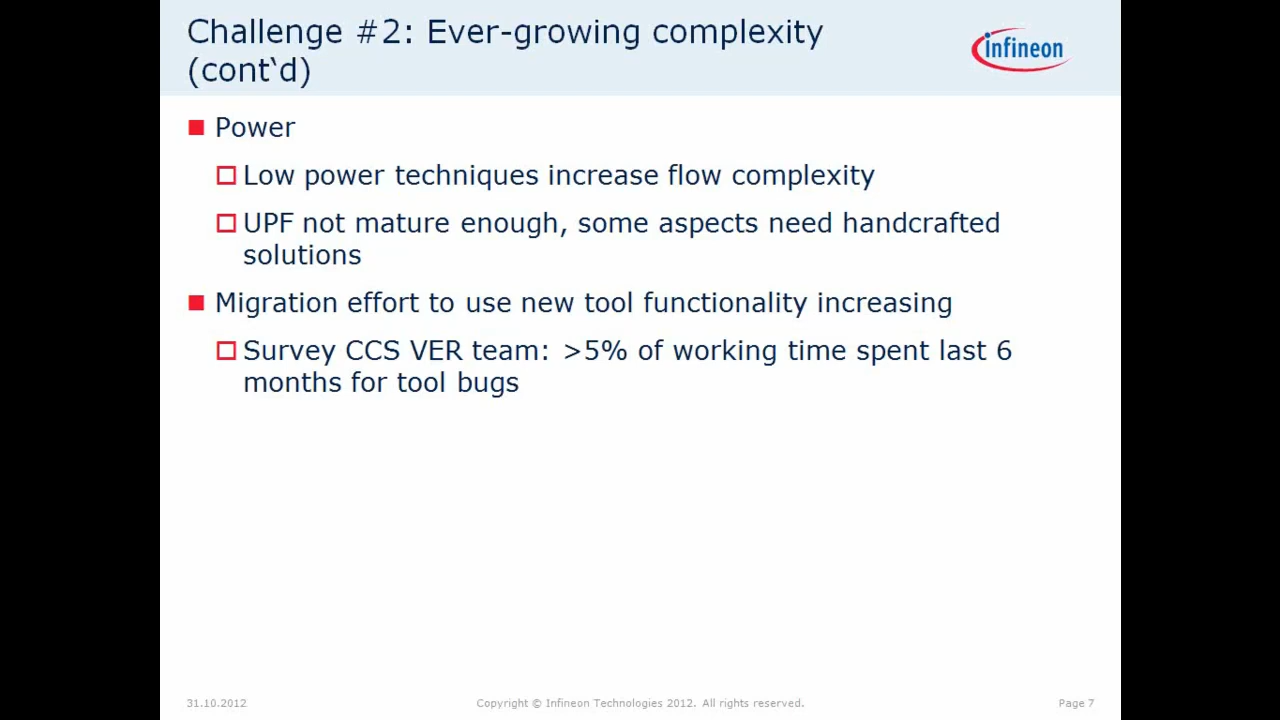 Challenge #2: Ever-growing complexity
(cont‘d)
infineon
Power
Low power techniques increase flow complexity
UPF not mature enough, some aspects need handcrafted
solutions
Migration effort to use new tool functionality increasing
Survey CCS VER team: >5% of working time spent last 6
months for tool bugs
31.10.2012
Copyright © Infineon Technologies 2012. All rights reserved.
Page 7